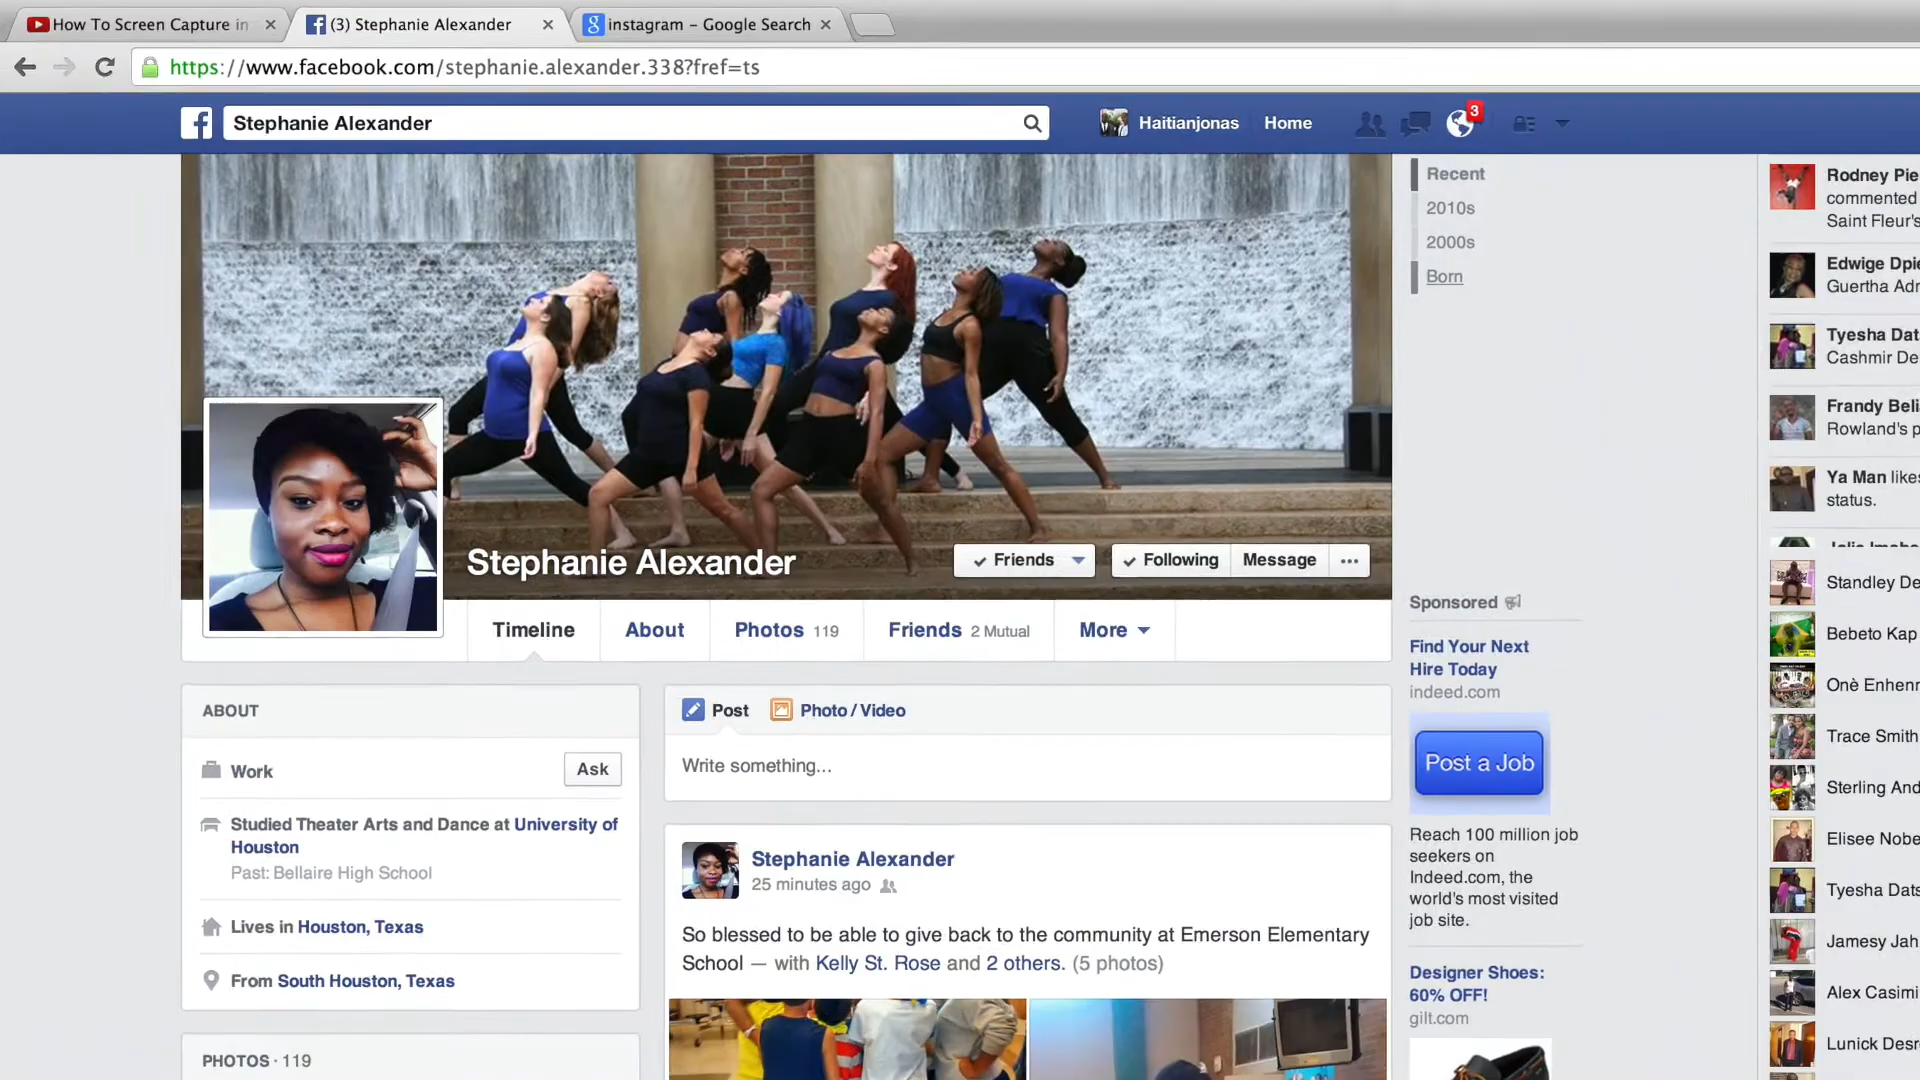 How To Screen Capture in
(3) Stephanie Alexander
instagram – Google Search
https://www.facebook.com/stephanie.alexander.338?fref=ts
Stephanie Alexander
Haitianjonas
Home
3
Recent
2010s
2000s
Born
Stephanie Alexander
Friends
Following
Message
Timeline
About
Photos 119
Friends 2 Mutual
More
ABOUT
Work
Ask
Studied Theater Arts and Dance at University of
Houston
Past: Bellaire High School
Lives in Houston, Texas
From South Houston, Texas
PHOTOS · 119
Post
Photo / Video
Write something...
Stephanie Alexander
25 minutes ago
So blessed to be able to give back to the community at Emerson Elementary
School — with Kelly St. Rose and 2 others. (5 photos)
Sponsored
Find Your Next
Hire Today
indeed.com
Post a Job
Reach 100 million job
seekers on
Indeed.com, the
world's most visited
job site.
Designer Shoes:
60% OFF!
gilt.com
Rodney Pie
commented
Saint Fleur's
Edwige Dpie
Guertha Adr
Tyesha Dat
Cashmir De
Frandy Beli
Rowland's p
Ya Man likes
status.
Standley De
Bebeto Kap
Onè Enhenr
Trace Smith
Sterling And
Elisee Nobe
Tyesha Dats
Jamesy Jah
Alex Casimi
Lunick Desr